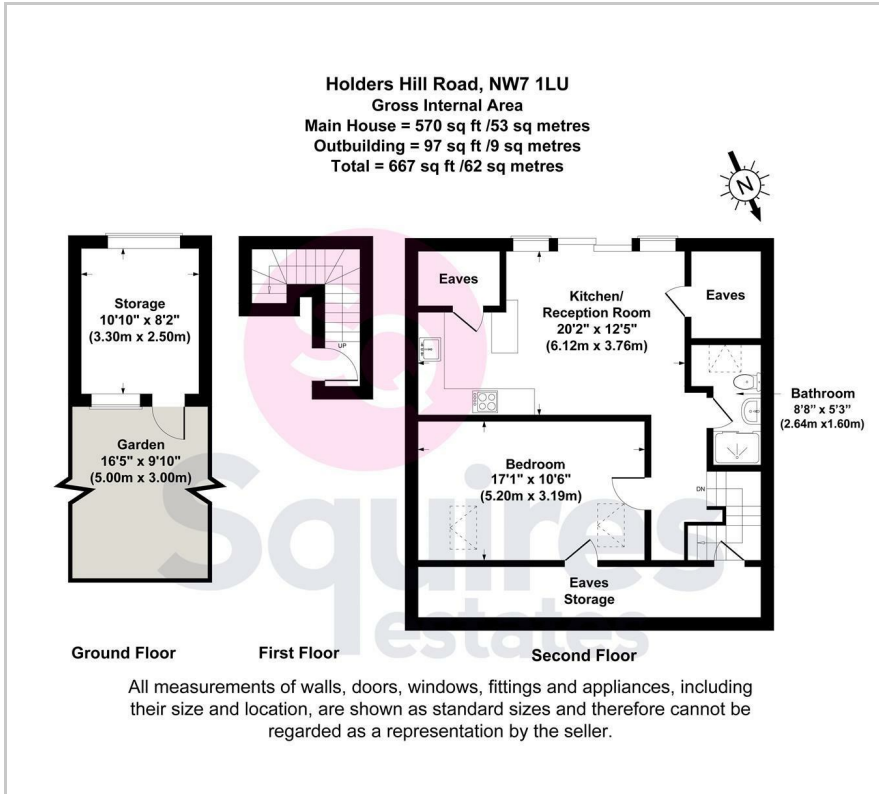 Holders Hill Road, NW7 1LU
Gross Internal Area
Main House = 570 sq ft /53 sq metres
Outbuilding = 97 sq ft /9 sq metres
Total = 667 sq ft /62 sq metres
N
Storage
10'10" x 8'2"
(3.30m x 2.50m)
Garden
16'5" x 9'10"
(5.00m x 3.00m)
UP
Eaves
Kitchen/
Reception Room
20'2" x 12'5"
(6.12m x 3.76m)
Eaves
Bathroom
8'8" x 5'3"
(2.64m x1.60m)
Bedroom
17'1" x 10'6"
(5.20m x 3.19m)
DN
Eaves
Storage
SQ
Squires
estates
Ground Floor
First Floor
Second Floor
All measurements of walls, doors, windows, fittings and appliances, including
their size and location, are shown as standard sizes and therefore cannot be
regarded as a representation by the seller.